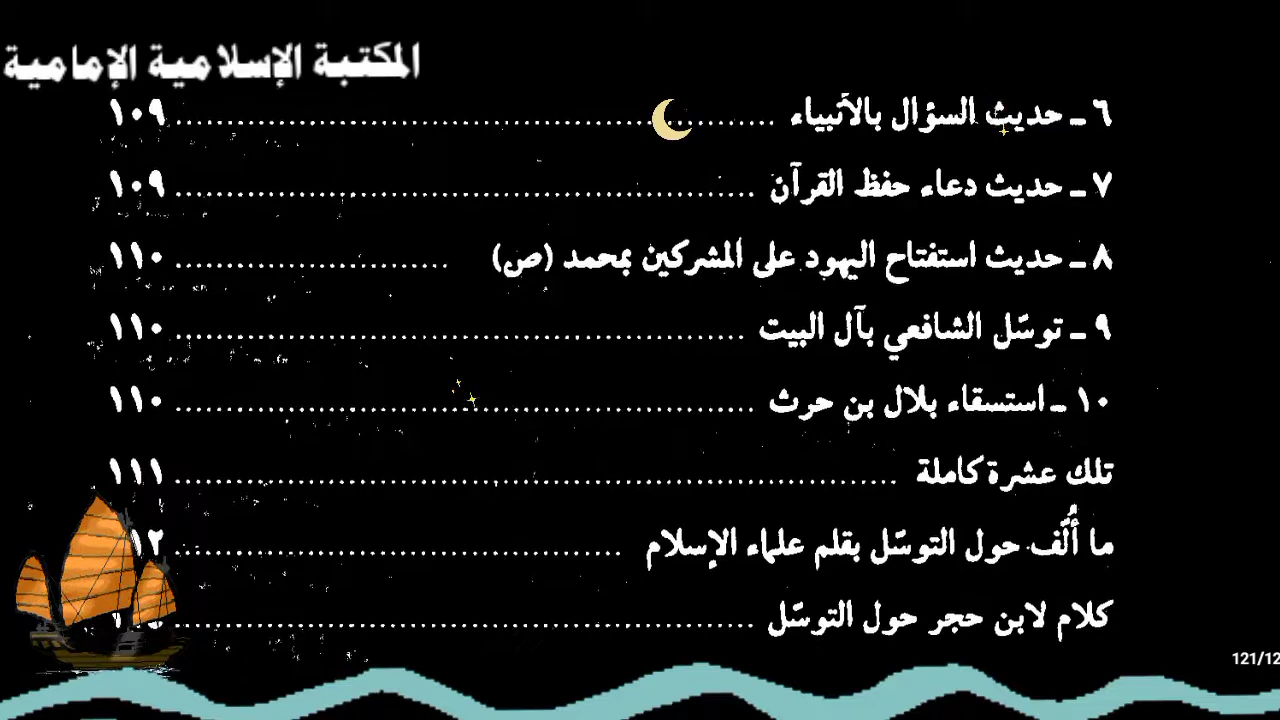 المكتبة الإسلامية الإمامية
٦ ـ حديث السؤال بالأنبياء ........................................ ١٠٩
٧ ـ حديث دعاء حفظ القرآن ........................................ ١٠٩
٨ ـ حديث استفتاح اليهود على المشركين بمحمد (ص) .................... ١١٠
٩ ـ توسّل الشافعي بآل البيت ........................................ ١١٠
١٠ ـ استسقاء بلال بن حرث ........................................ ١١٠
تلك عشرة كاملة .................................................. ١١١
ما أُلّف حول التوسّل بقلم علماء الإسلام ..............................
كلام لابن حجر حول التوسّل ........................................
121/12